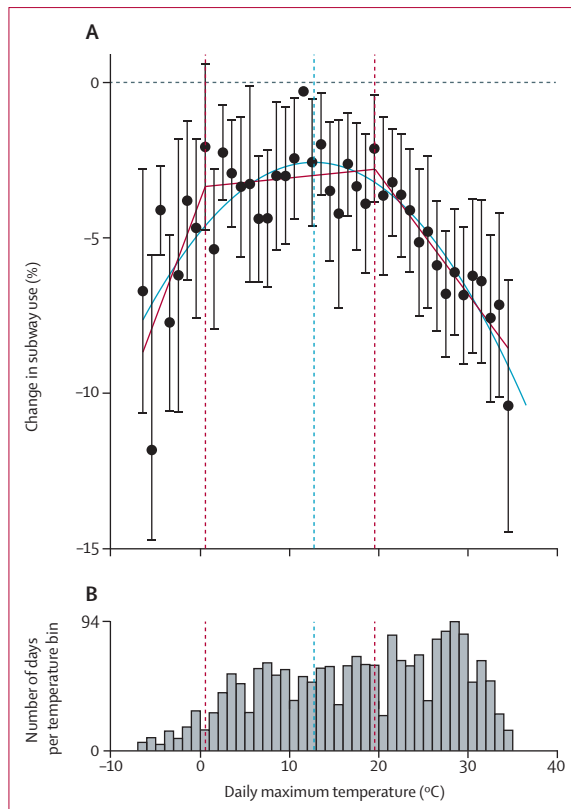 A
0
–5
–10
–15
Change in subway use (%)
B
94
0
Number of days
per temperature bin
–10
0
10
20
30
40
Daily maximum temperature (ºC)